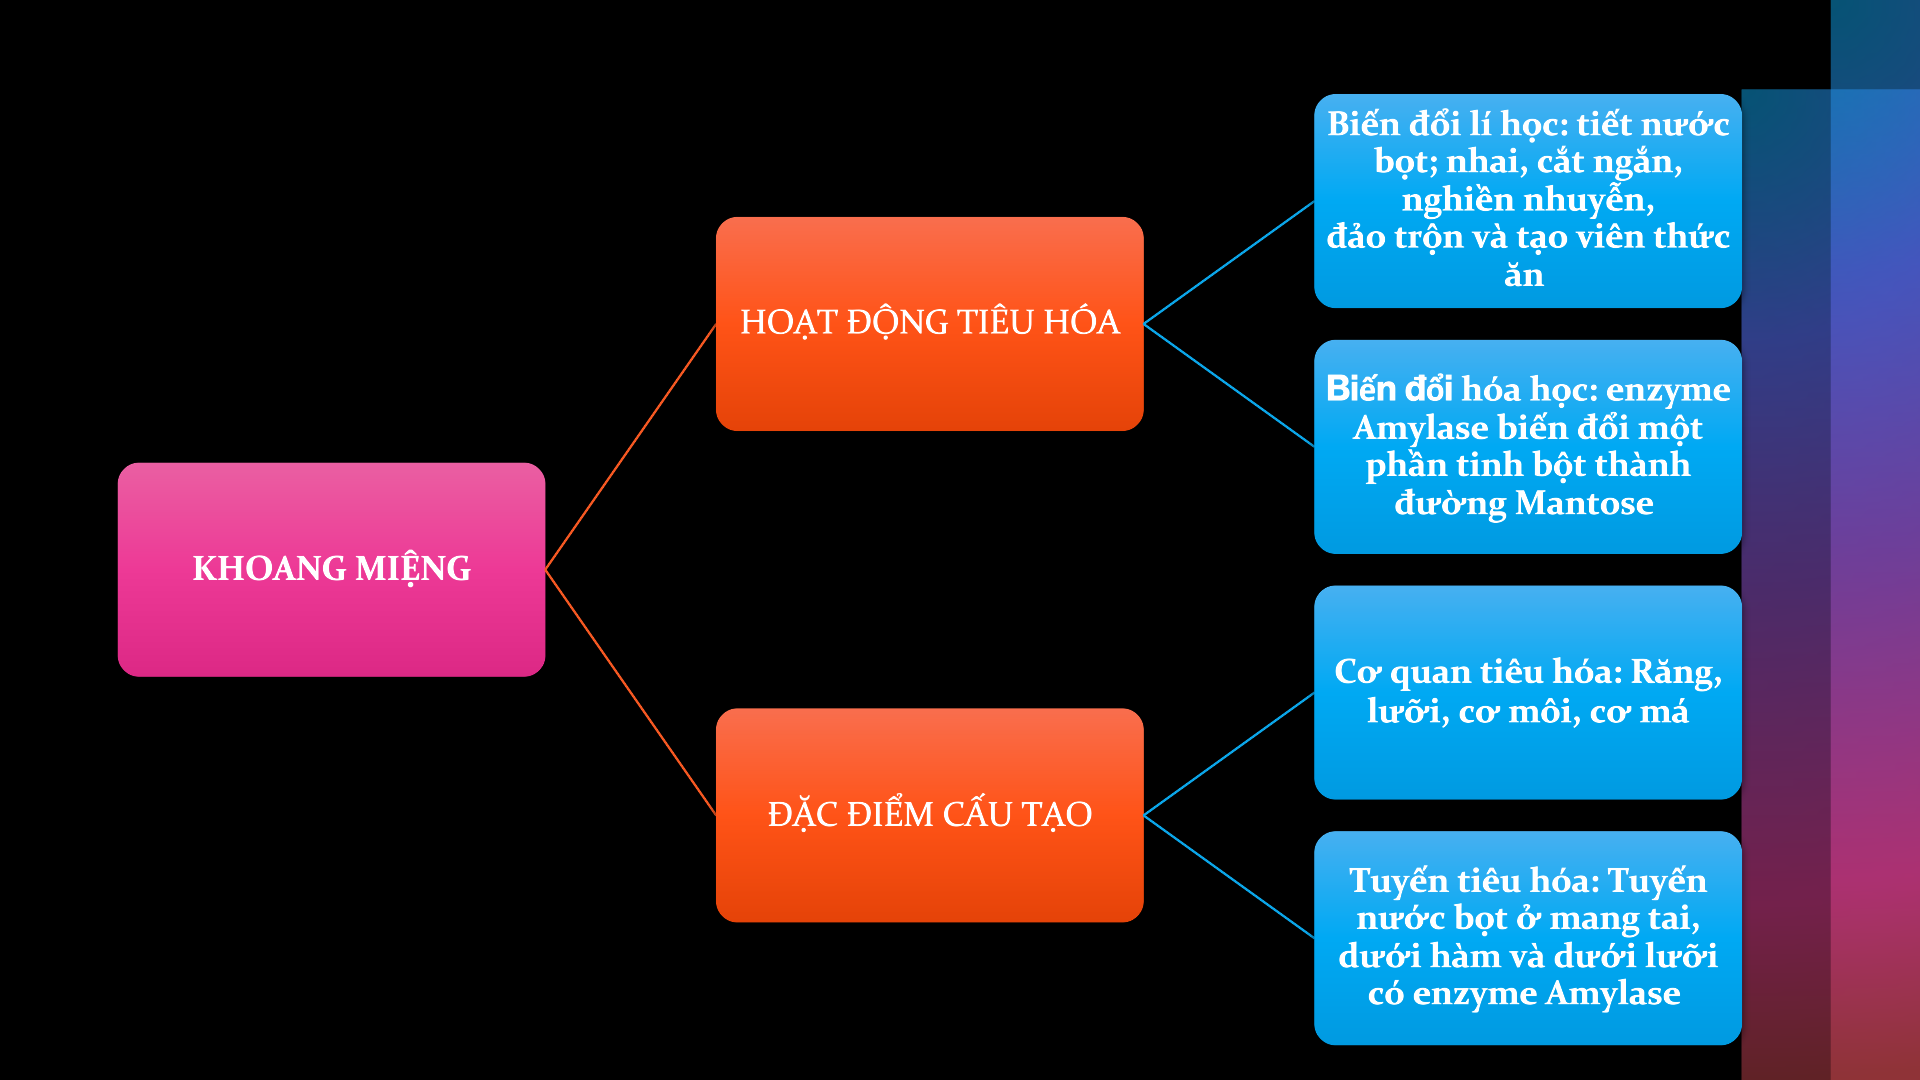 KHOANG MIỆNG
HOẠT ĐỘNG TIÊU HÓA
Biến đổi lí học: tiết nước
bọt; nhai, cắt ngắn,
nghiền nhuyễn,
đảo trộn và tạo viên thức
ăn
Biến đổi hóa học: enzyme
Amylase biến đổi một
phần tinh bột thành
đường Mantose
ĐẶC ĐIỂM CẤU TẠO
Cơ quan tiêu hóa: Răng,
lưỡi, cơ môi, cơ má
Tuyến tiêu hóa: Tuyến
nước bọt ở mang tai,
dưới hàm và dưới lưỡi
có enzyme Amylase